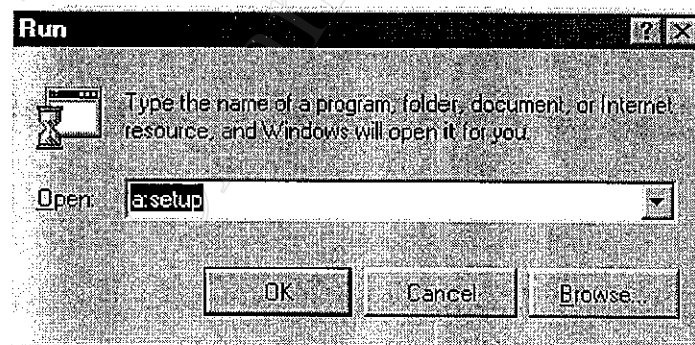 Run
Type the name of a program, folder, document, or Internet
resource, and Windows will open it for you.
Open: a:setup
OK Cancel Browse...